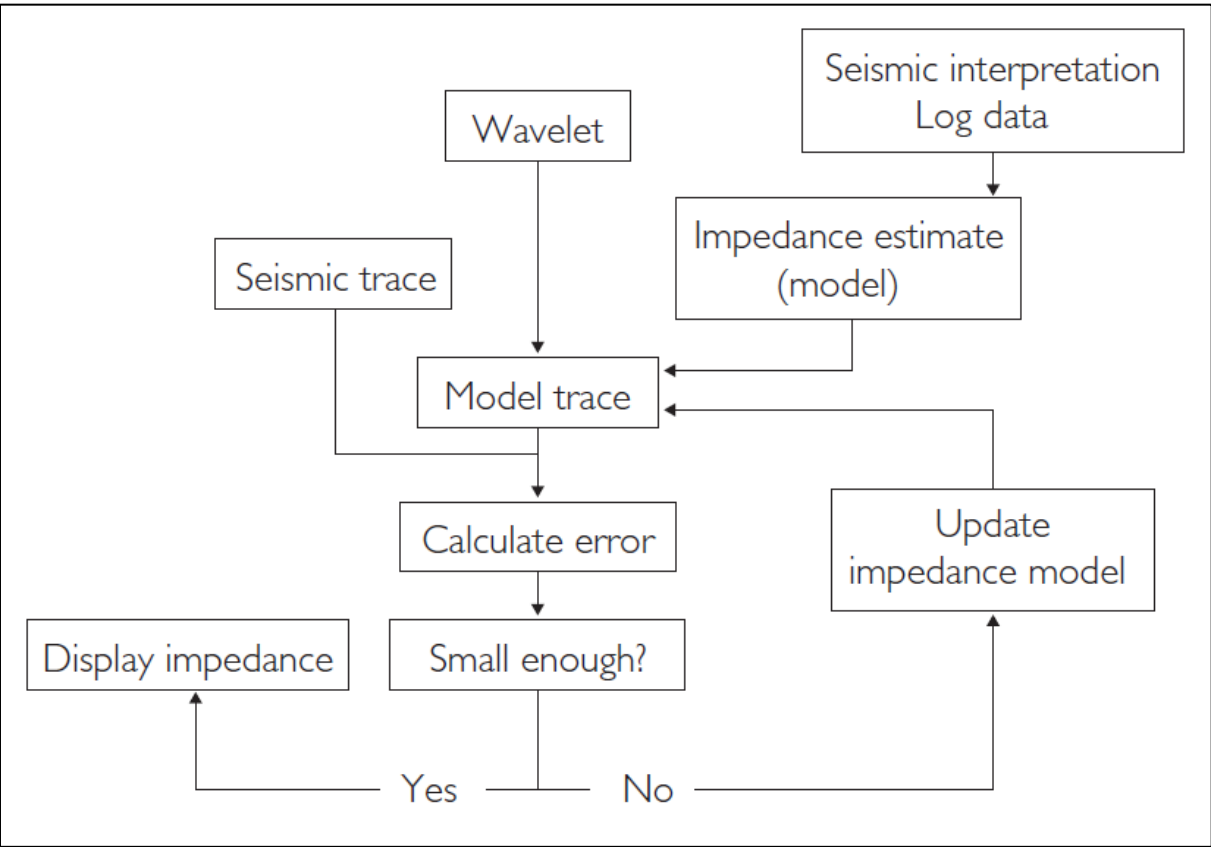 Seismic interpretation
Log data
Wavelet
Impedance estimate
(model)
Seismic trace
Model trace
Calculate error
Update
impedance model
Display impedance
Small enough?
Yes
No